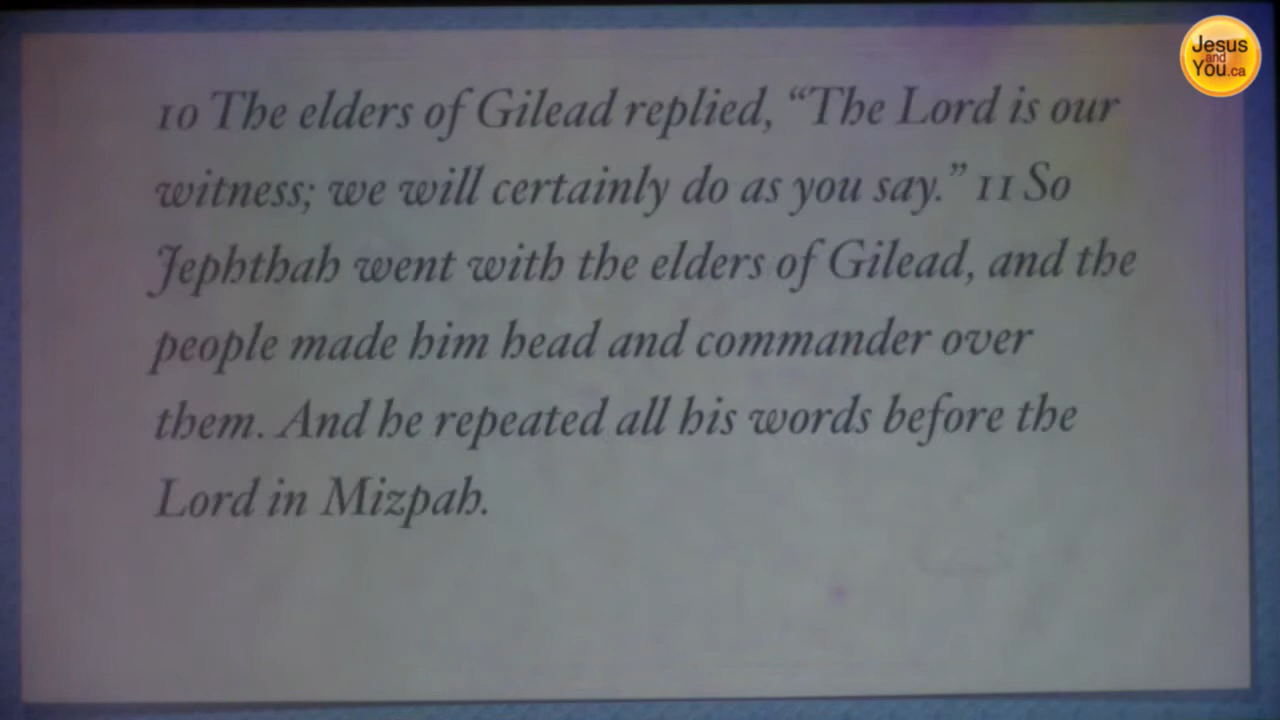 10 The elders of Gilead replied, “The Lord is our
witness; we will certainly do as you say.” 11 So
Jephthah went with the elders of Gilead, and the
people made him head and commander over
them. And he repeated all his words before the
Lord in Mizpah.
Jesus
and
You.ca